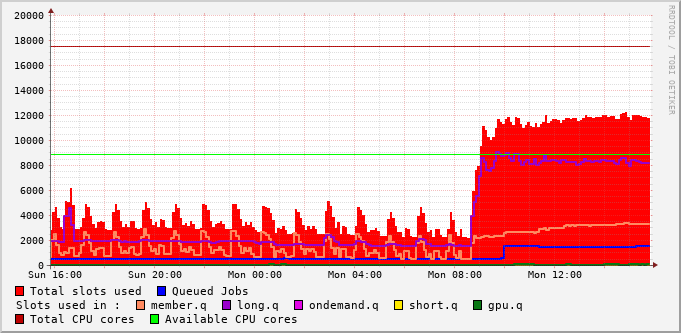 20000
18000
16000
14000
12000
10000
8000
6000
4000
2000
0
Sun 16:00 Sun 20:00 Mon 00:00 Mon 04:00 Mon 08:00 Mon 12:00
RRDTOOL / TOBI OETIKER
Total slots used Queued Jobs
Slots used in : member.q long.q ondemand.q short.q gpu.q
Total CPU cores Available CPU cores